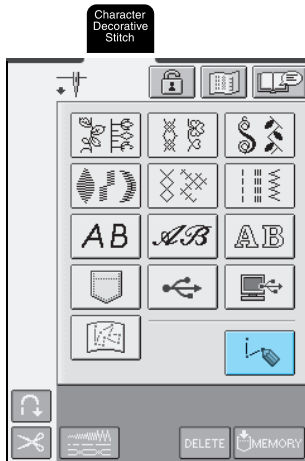 Character
Decorative
Stitch
AB
AB
AB
DELETE
MEMORY